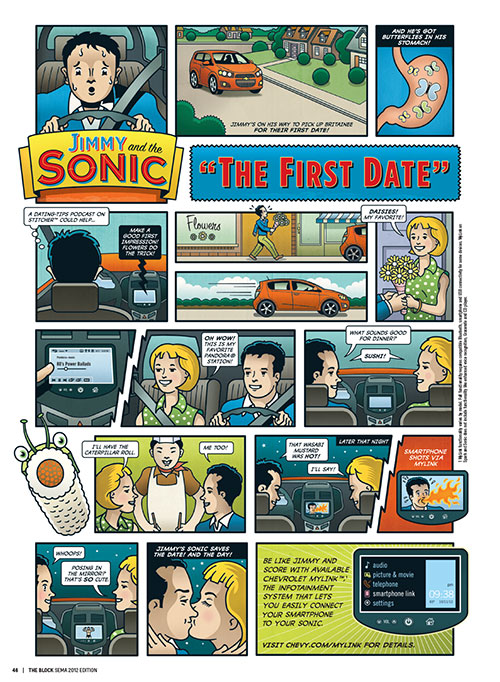 AND HE'S GOT
BUTTERFLIES IN HIS
STOMACH!
JIMMY'S ON HIS WAY TO PICK UP BRITAINEE
FOR THEIR FIRST DATE!
JIMMY and the
SONIC
"THE FIRST DATE"
A DATING-TIPS PODCAST ON
STITCHER™ COULD HELP...
MAKE A
GOOD FIRST
IMPRESSION!
FLOWERS DO
THE TRICK!
Flowers
DAISIES!
MY FAVORITE!
80's Power Ballads
OH WOW!
THIS IS MY
FAVORITE
PANDORA®
STATION!
WHAT SOUNDS GOOD
FOR DINNER?
SUSHI!
I'LL HAVE THE
CATERPILLAR ROLL.
ME TOO!
THAT WASABI
MUSTARD
WAS HOT!
I'LL SAY!
LATER THAT NIGHT
SMARTPHONE
SHOTS VIA
MYLINK
WHOOPS!
POSING IN
THE MIRROR?
THAT'S SO CUTE.
JIMMY'S SONIC SAVES
THE DATE! AND THE DAY!
BE LIKE JIMMY AND
SCORE WITH AVAILABLE
CHEVROLET MYLINK™,¹
THE INFOTAINMENT
SYSTEM THAT LETS
YOU EASILY CONNECT
YOUR SMARTPHONE
TO YOUR SONIC.
VISIT CHEVY.COM/MYLINK FOR DETAILS.
audio
picture & movie
telephone
smartphone link
settings
pm
09:38
VOL
48 | THE BLOCK SEMA 2012 EDITION